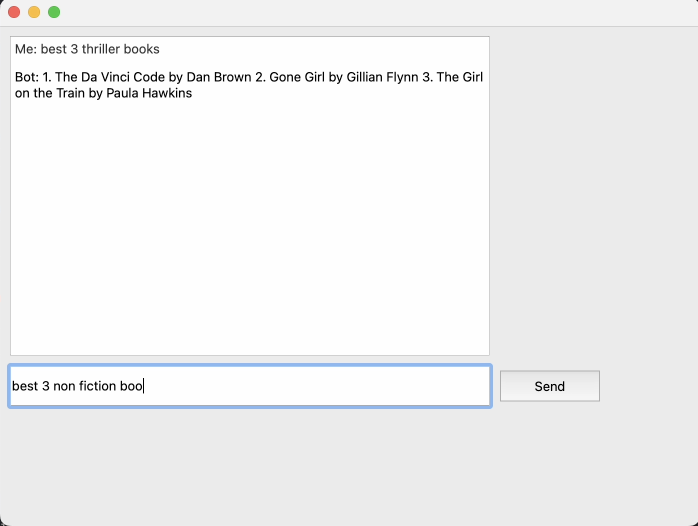 Me: best 3 thriller books
Bot: 1. The Da Vinci Code by Dan Brown 2. Gone Girl by Gillian Flynn 3. The Girl
on the Train by Paula Hawkins
best 3 non fiction boo
Send